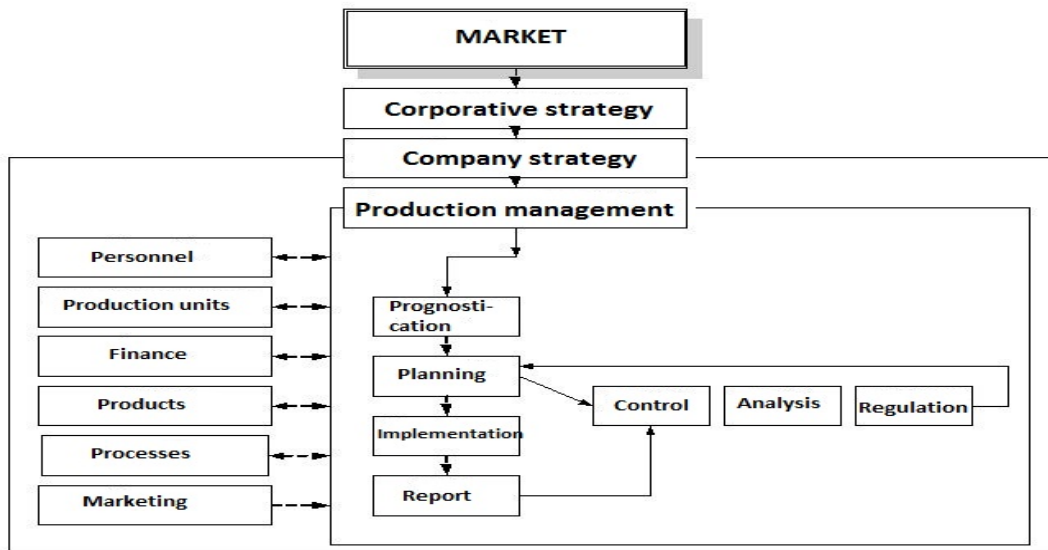 MARKET
Corporative strategy
Company strategy
Production management
Personnel
Production units
Finance
Products
Processes
Marketing
Prognosti-
cation
Planning
Implementation
Report
Control
Analysis
Regulation